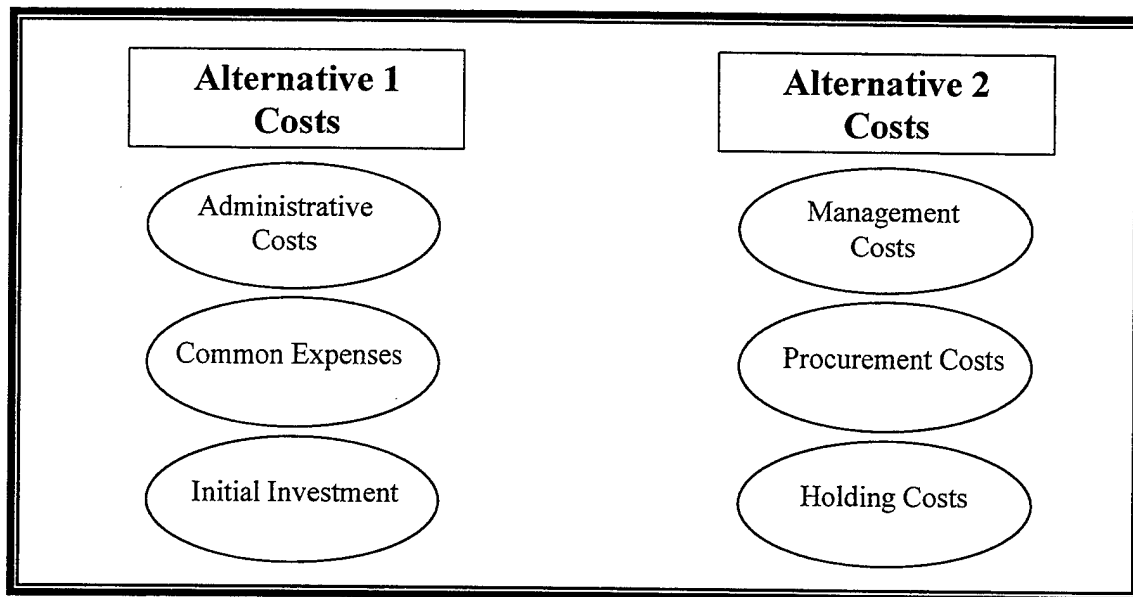 Alternative 1
Costs
Administrative
Costs
Common Expenses
Initial Investment
Alternative 2
Costs
Management
Costs
Procurement Costs
Holding Costs